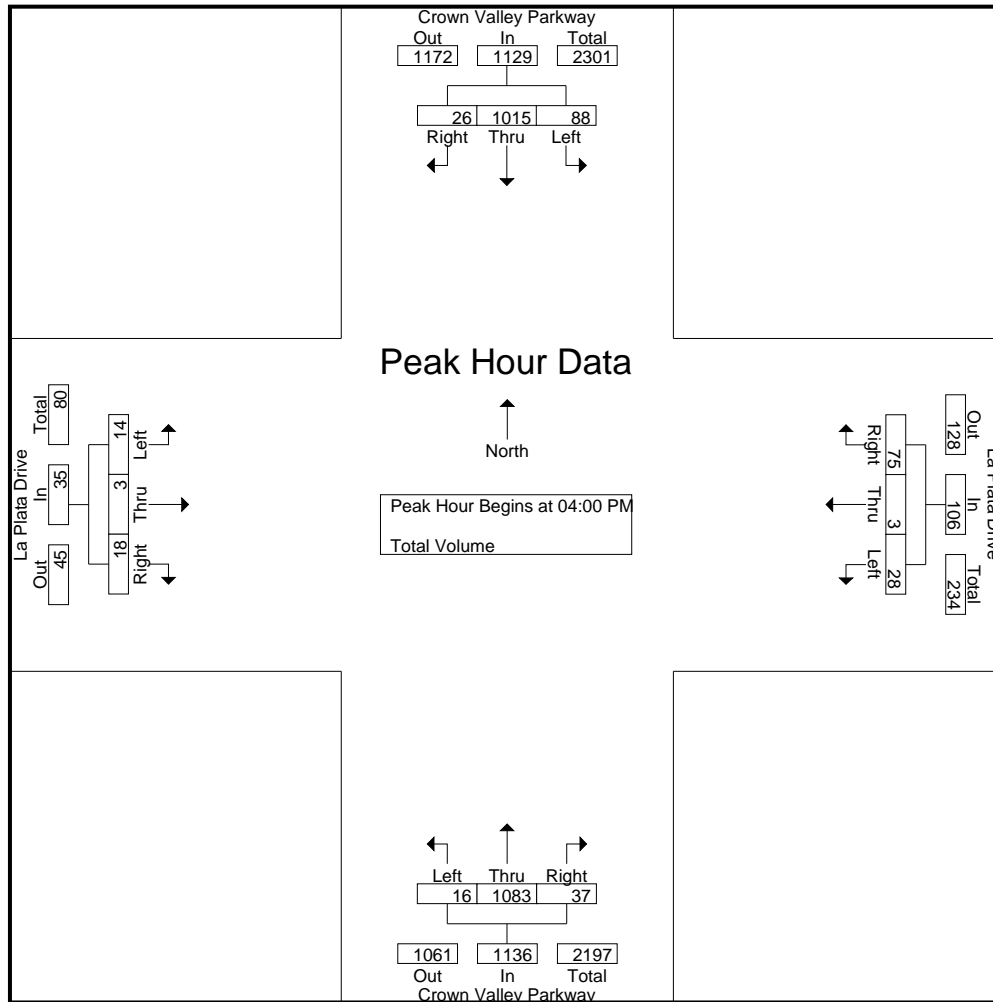 Crown Valley Parkway
Out In Total
1172 1129 2301
26 1015 88
Right Thru Left
Peak Hour Data
North
Peak Hour Begins at 04:00 PM
Total Volume
La Plata Drive
Total In Out
80 35 45
14 3 18
Left Thru Right
La Plata Drive
Out In Total
128 106 234
75 3 28
Right Thru Left
Left Thru Right
16 1083 37
1061 1136 2197
Out In Total
Crown Valley Parkway